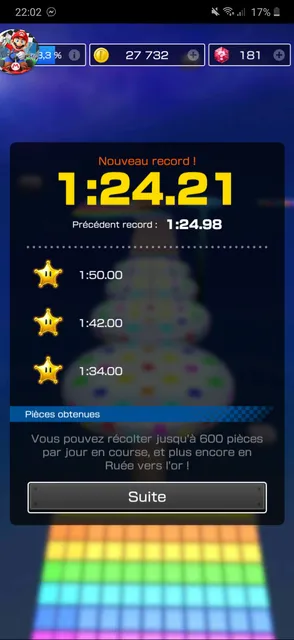 22:02 17%
3,3 % i 27 732 + 181 +
Nouveau record !
1:24.21
Précédent record : 1:24.98
1:50.00
1:42.00
1:34.00
Pièces obtenues
Vous pouvez récolter jusqu'à 600 pièces
par jour en course, et plus encore en
Ruée vers l'or !
Suite